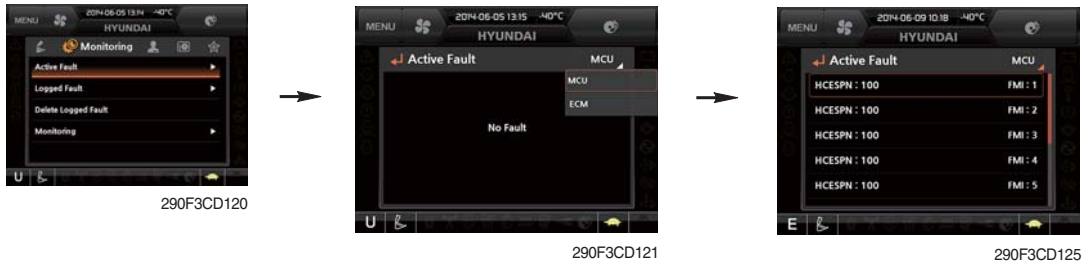 MENU
2014-06-05 13:14 -40°C
HYUNDAI
Monitoring
Active Fault
Logged Fault
Delete Logged Fault
Monitoring
U
290F3CD120
MENU
2014-06-05 13:15 -40°C
HYUNDAI
Active Fault MCU
MCU
ECM
No Fault
U
290F3CD121
MENU
2014-06-09 10:18 -40°C
HYUNDAI
Active Fault MCU
HCESPN : 100 FMI : 1
HCESPN : 100 FMI : 2
HCESPN : 100 FMI : 3
HCESPN : 100 FMI : 4
HCESPN : 100 FMI : 5
E
290F3CD125